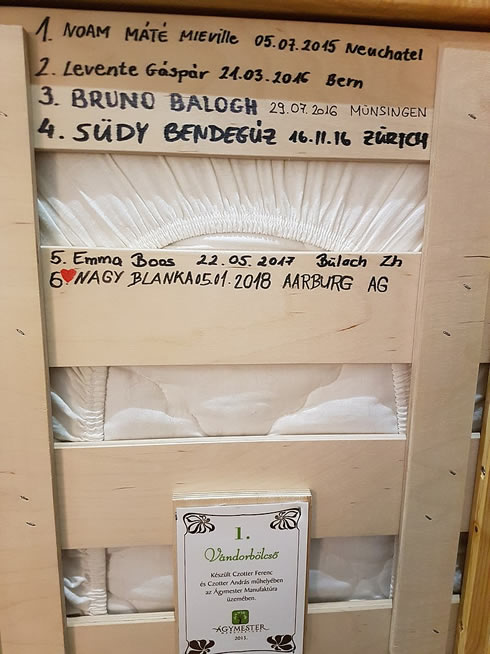 1. NOAM MÁTÉ MIEVILLE 05.07.2015 Neuchatel
2. Levente Gáspár 21.03.2016 Bern
3. BRUNO BALOGH 29.07.2016 MÜNSINGEN
4. SÜDY BENDEGÚZ 16.11.16 ZÜRICH
5. Emma Boos 22.05.2017 Bülach Zh
6 NAGY BLANKA 05.01.2018 AARBURG AG
1.
Vándorbölcső
Készült Czotter Ferenc
és Czotter András műhelyében
az Ágymester Manufaktúra
üzemében.
ÁGYMESTER
2015.